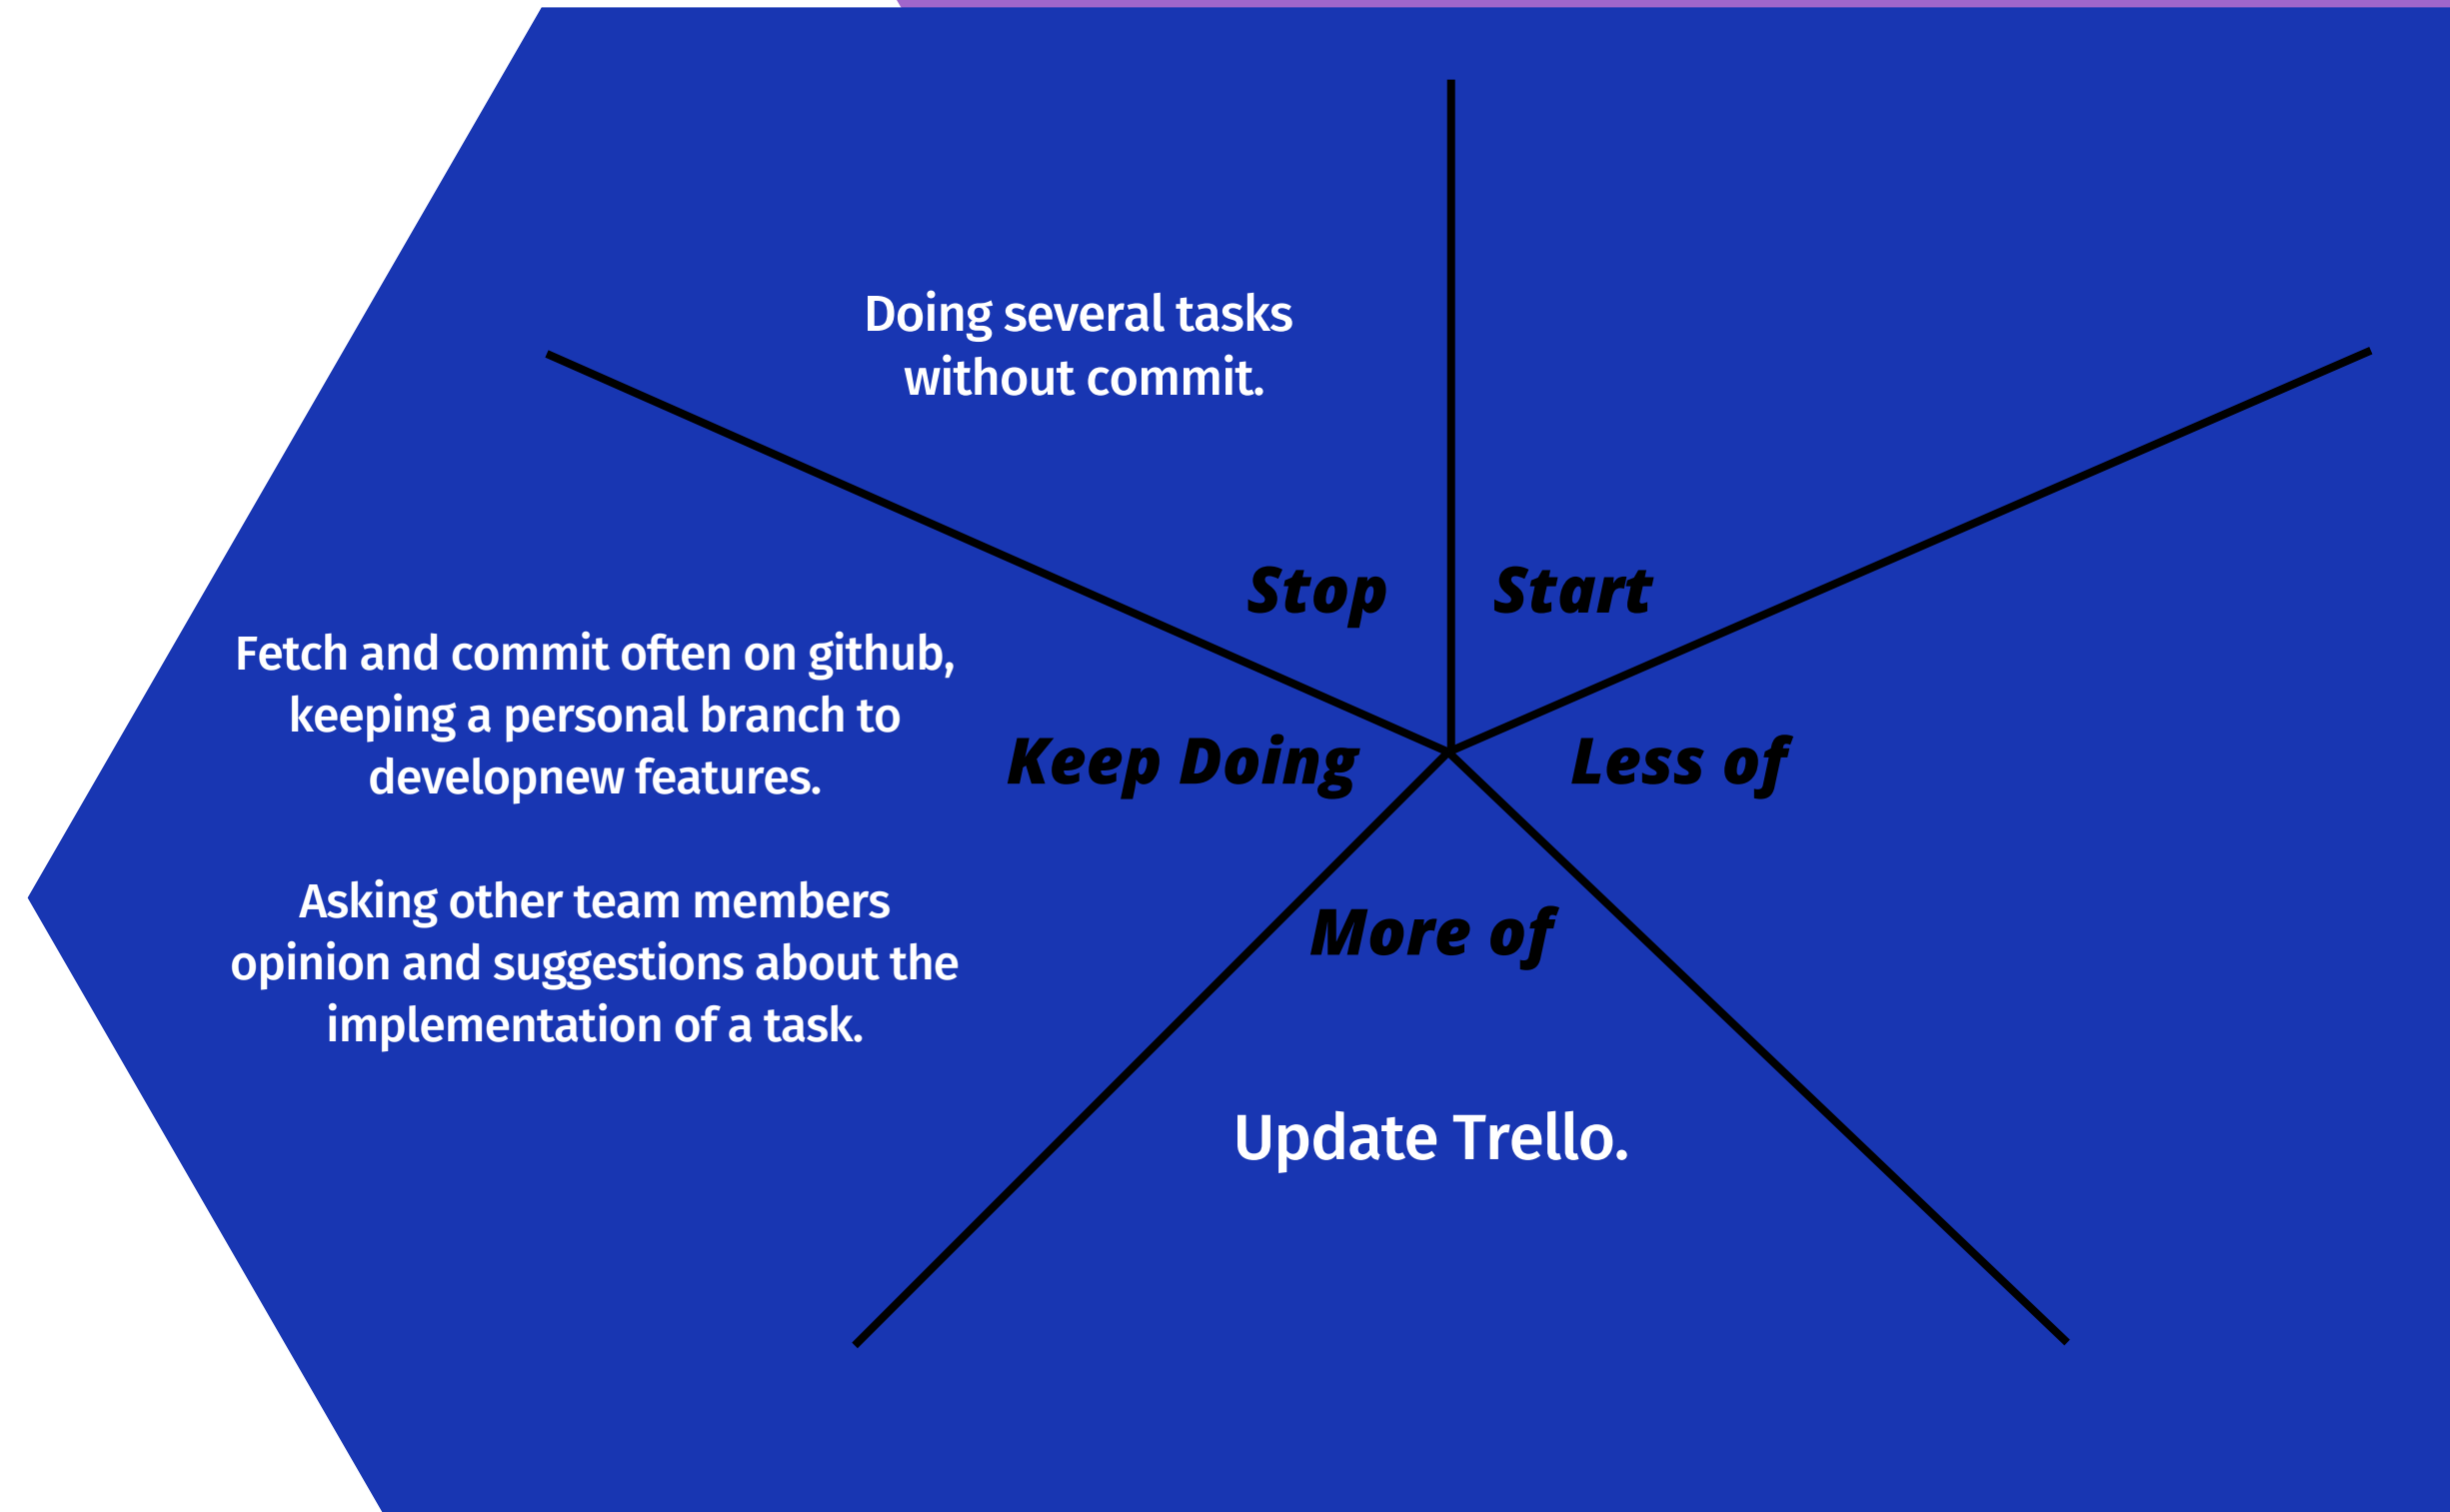 Doing several tasks
without commit.
Stop
Start
Fetch and commit often on github,
keeping a personal branch to
developnew features.
Keep Doing
Less of
Asking other team members
opinion and suggestions about the
implementation of a task.
More of
Update Trello.